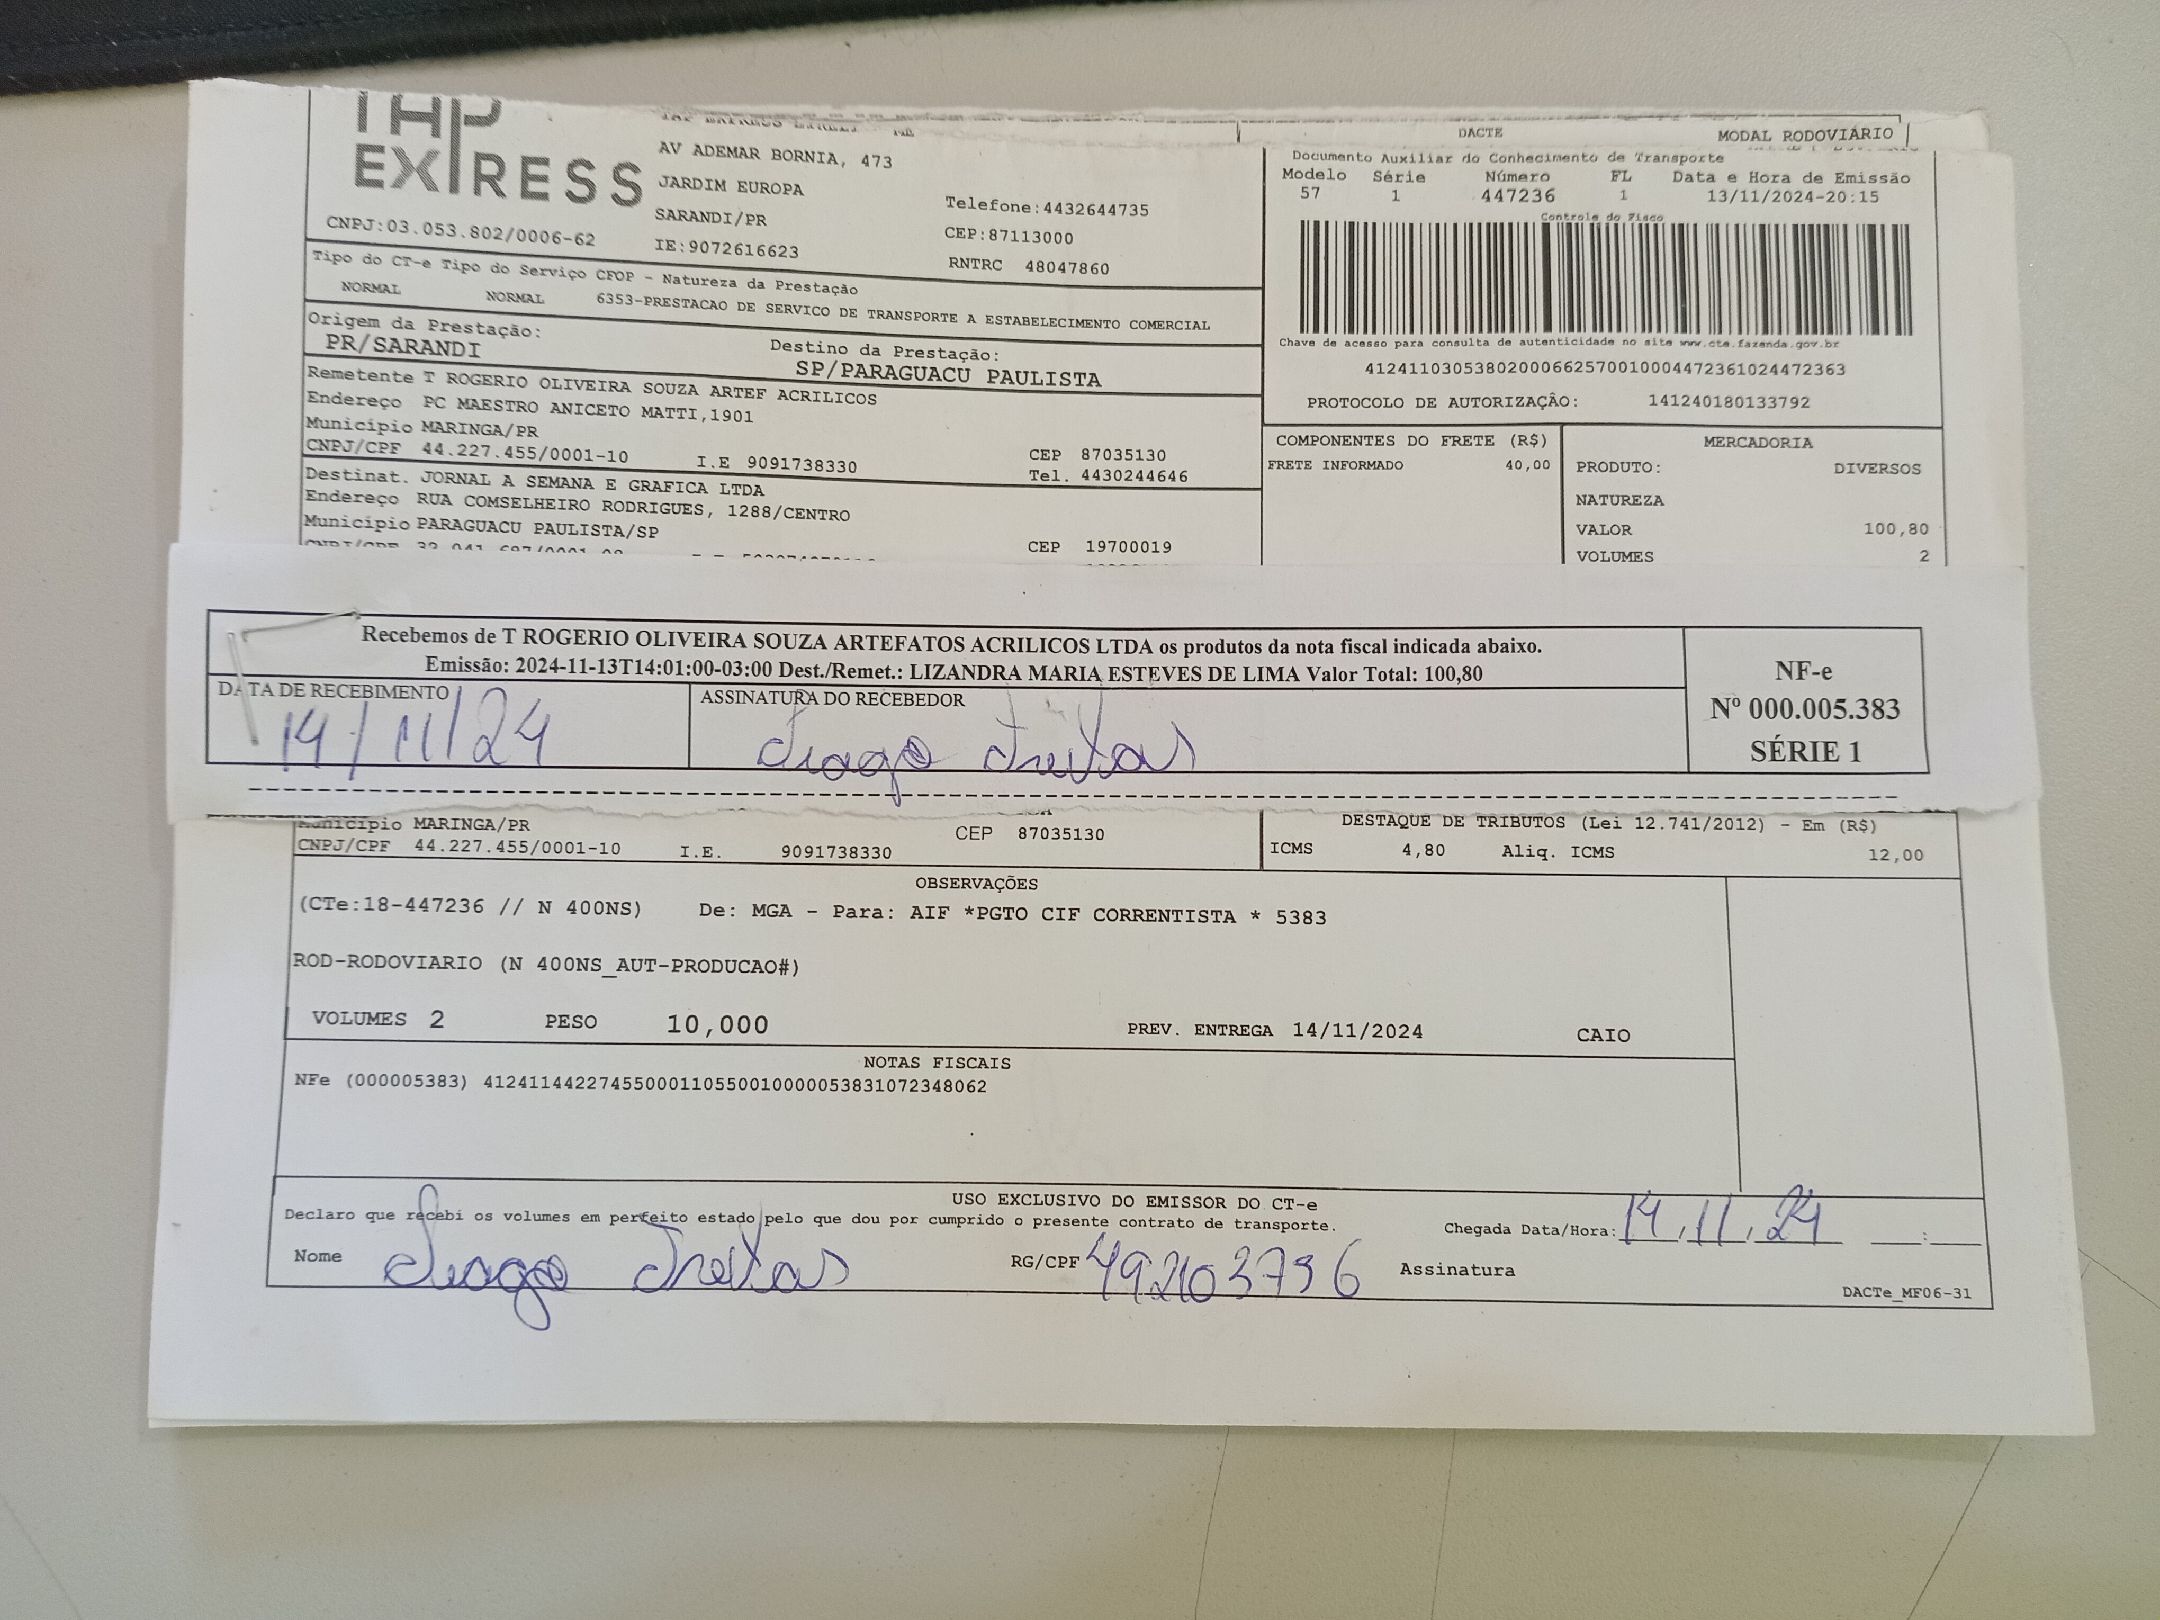 TAP
EXPRESS
CNPJ:03.053.802/0006-62
TAP EXPRESS EIRELI - ME
AV ADEMAR BORNIA, 473
JARDIM EUROPA
SARANDI/PR
IE:9072616623
Telefone:4432644735
CEP:87113000
RNTRC 48047860
DACTE MODAL RODOVIÁRIO
Documento Auxiliar do Conhecimento de Transporte
Modelo Série Número FL Data e Hora de Emissão
57 1 447236 1 13/11/2024-20:15
Controle do Fisco
Chave de acesso para consulta de autenticidade no site www.cte.fazenda.gov.br
41241103053802000662570010004472361024472363
PROTOCOLO DE AUTORIZAÇÂO: 141240180133792
Tipo do CT-e Tipo do Serviço CFOP - Natureza da Prestação
NORMAL NORMAL 6353-PRESTACAO DE SERVICO DE TRANSPORTE A ESTABELECIMENTO COMERCIAL
Origem da Prestação: Destino da Prestação:
PR/SARANDI SP/PARAGUACU PAULISTA
Remetente T ROGERIO OLIVEIRA SOUZA ARTEF ACRILICOS
Endereço PC MAESTRO ANICETO MATTI,1901
Município MARINGA/PR CEP 87035130
CNPJ/CPF 44.227.455/0001-10 I.E 9091738330 Tel. 4430244646
Destinat. JORNAL A SEMANA E GRAFICA LTDA
Endereço RUA COMSELHEIRO RODRIGUES, 1288/CENTRO
Município PARAGUACU PAULISTA/SP CEP 19700019
COMPONENTES DO FRETE (R$)
FRETE INFORMADO 40,00
MERCADORIA
PRODUTO: DIVERSOS
NATUREZA
VALOR 100,80
VOLUMES 2
Recebemos de T ROGERIO OLIVEIRA SOUZA ARTEFATOS ACRILICOS LTDA os produtos da nota fiscal indicada abaixo.
Emissão: 2024-11-13T14:01:00-03:00 Dest./Remet.: LIZANDRA MARIA ESTEVES DE LIMA Valor Total: 100,80
DATA DE RECEBIMENTO ASSINATURA DO RECEBEDOR
14/11/24 Tiago Freitas
NF-e
Nº 000.005.383
SÉRIE 1
Município MARINGA/PR CEP 87035130
CNPJ/CPF 44.227.455/0001-10 I.E. 9091738330
DESTAQUE DE TRIBUTOS (Lei 12.741/2012) - Em (R$)
ICMS 4,80 Aliq. ICMS 12,00
OBSERVAÇÕES
(CTe:18-447236 // N 400NS) De: MGA - Para: AIF *PGTO CIF CORRENTISTA * 5383
ROD-RODOVIARIO (N 400NS_AUT-PRODUCAO#)
VOLUMES 2 PESO 10,000 PREV. ENTREGA 14/11/2024 CAIO
NOTAS FISCAIS
NFe (000005383) 41241144227455000110550010000053831072348062
USO EXCLUSIVO DO EMISSOR DO CT-e
Declaro que recebi os volumes em perfeito estado pelo que dou por cumprido o presente contrato de transporte. Chegada Data/Hora: 14.11.24 :
Nome Tiago Freitas RG/CPF 492103796 Assinatura
DACTe_MF06-31